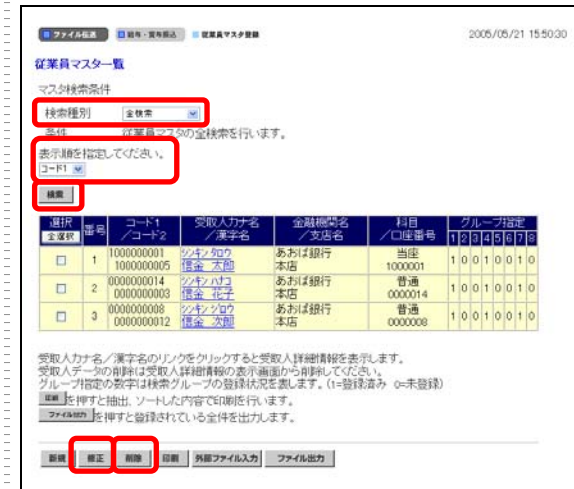 ファイル伝送 給与・賞与振込 従業員マスタ登録 2005/05/21 15:50:30
従業員マスター覧
マスタ検索条件
検索種別 全検索
条件 従業員マスタの全検索を行います。
表示順を指定してください。
コード1
検索
選択 番号 コード1 受取人カナ名 金融機関名 科目 グループ指定
全選択 ／コード2 ／漢字名 ／支店名 ／口座番号 1 2 3 4 5 6 7 8
1 1000000001 シンキン タロウ あおば銀行 当座 1 0 0 1 0 0 1 0
1000000005 信金 太郎 本店 1000001
2 0000000014 シンキン ハナコ あおば銀行 普通 1 0 0 1 0 0 1 0
0000000003 信金 花子 本店 0000014
3 0000000008 シンキン ジロウ あおば銀行 普通 1 0 0 1 0 0 1 0
0000000012 信金 次郎 本店 0000008
受取人カナ名／漢字名のリンクをクリックすると受取人詳細情報を表示します。
受取人データの削除は受取人詳細情報の表示画面から削除してください。
グループ指定の数字は検索グループの登録状況を表します。(1=登録済み 0=未登録)
印刷 を押すと抽出、ソートした内容で印刷を行います。
ファイル出力 を押すと登録されている全件を出力します。
新規 修正 削除 印刷 外部ファイル入力 ファイル出力